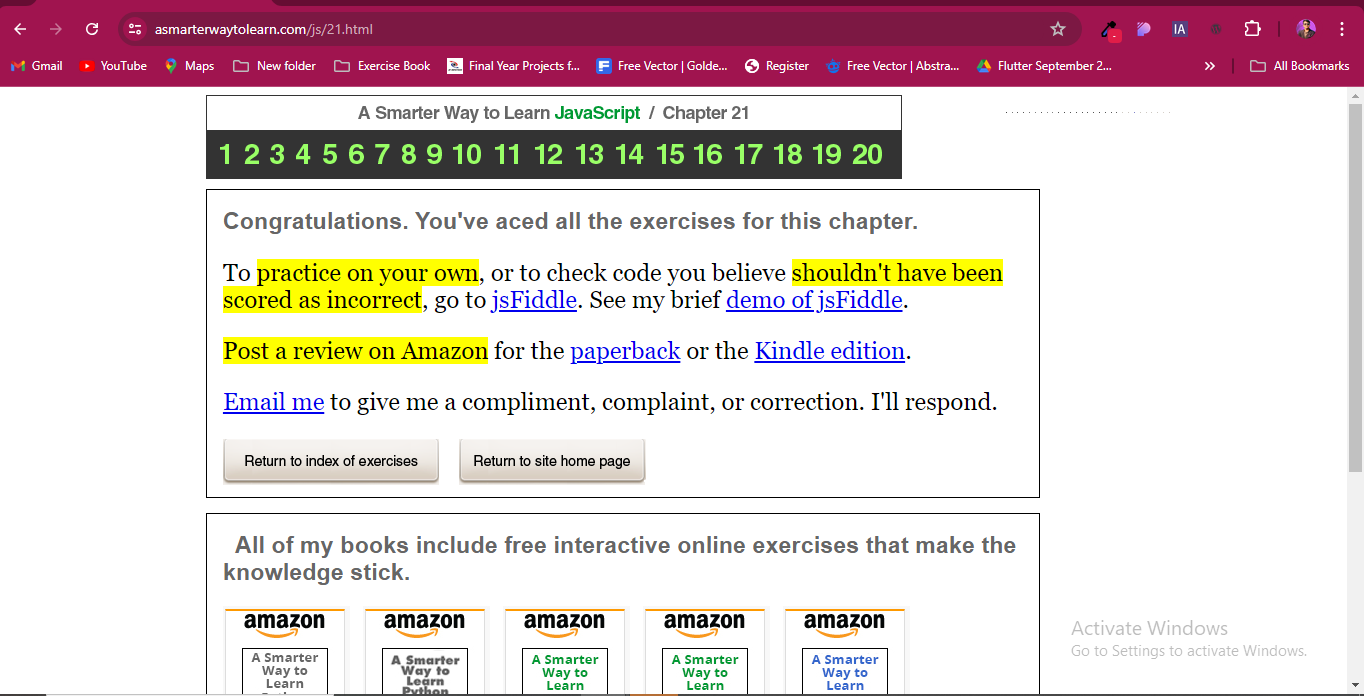 asmarterwaytolearn.com/js/21.html
IA
Gmail YouTube Maps New folder Exercise Book Final Year Projects f... Free Vector | Golde... Register Free Vector | Abstra... Flutter September 2... » All Bookmarks
A Smarter Way to Learn JavaScript / Chapter 21
1 2 3 4 5 6 7 8 9 10 11 12 13 14 15 16 17 18 19 20
Congratulations. You've aced all the exercises for this chapter.
To practice on your own, or to check code you believe shouldn't have been
scored as incorrect, go to jsFiddle. See my brief demo of jsFiddle.
Post a review on Amazon for the paperback or the Kindle edition.
Email me to give me a compliment, complaint, or correction. I'll respond.
Return to index of exercises Return to site home page
All of my books include free interactive online exercises that make the
knowledge stick.
amazon amazon amazon amazon amazon
A Smarter A Smarter A Smarter A Smarter A Smarter
Way to Way to Way to Way to Way to
Learn Learn Learn Learn Learn
Python
Activate Windows
Go to Settings to activate Windows.